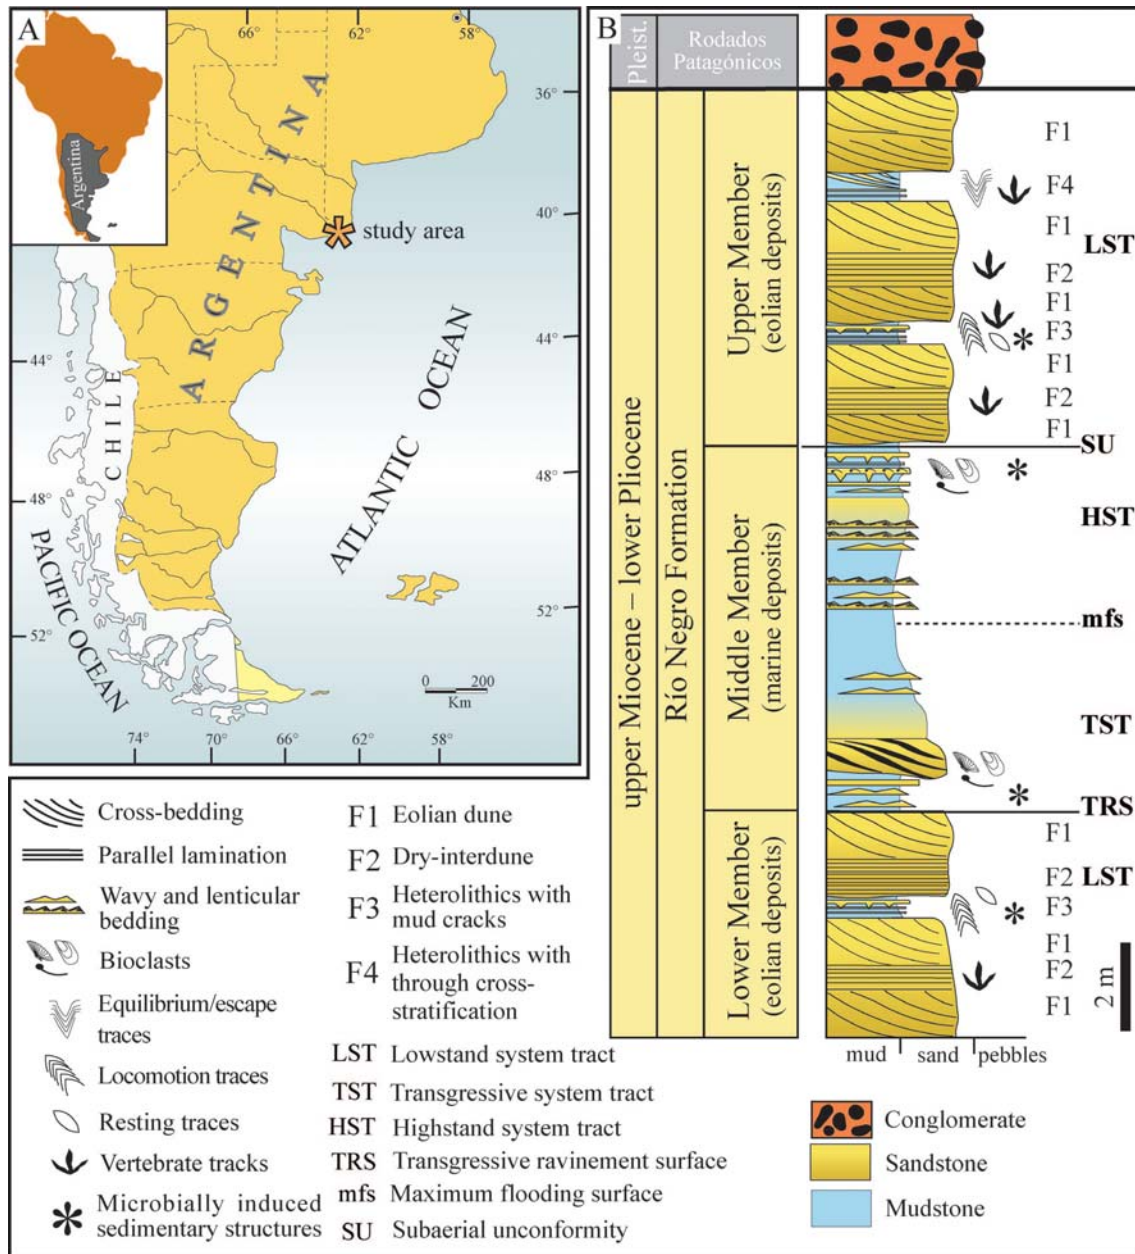 A
Argentina
66°
62°
58°
36°
40°
44°
48°
52°
44°
48°
52°
74°
70°
66°
62°
58°
ARGENTINA
study area
CHILE
ATLANTIC OCEAN
PACIFIC OCEAN
0 200
Km
B
Pleist.
Rodados
Patagónicos
upper Miocene – lower Pliocene
Río Negro Formation
Upper Member
(eolian deposits)
Middle Member
(marine deposits)
Lower Member
(eolian deposits)
F1
F4
F1
LST
F2
F1
F3
F1
F2
F1
SU
HST
mfs
TST
TRS
F1
F2 LST
F3
F1
F2
F1
2 m
mud sand pebbles
Cross-bedding
Parallel lamination
Wavy and lenticular
bedding
Bioclasts
Equilibrium/escape
traces
Locomotion traces
Resting traces
Vertebrate tracks
Microbially induced
sedimentary structures
F1 Eolian dune
F2 Dry-interdune
F3 Heterolithics with
mud cracks
F4 Heterolithics with
through cross-
stratification
LST Lowstand system tract
TST Transgressive system tract
HST Highstand system tract
TRS Transgressive ravinement surface
mfs Maximum flooding surface
SU Subaerial unconformity
Conglomerate
Sandstone
Mudstone